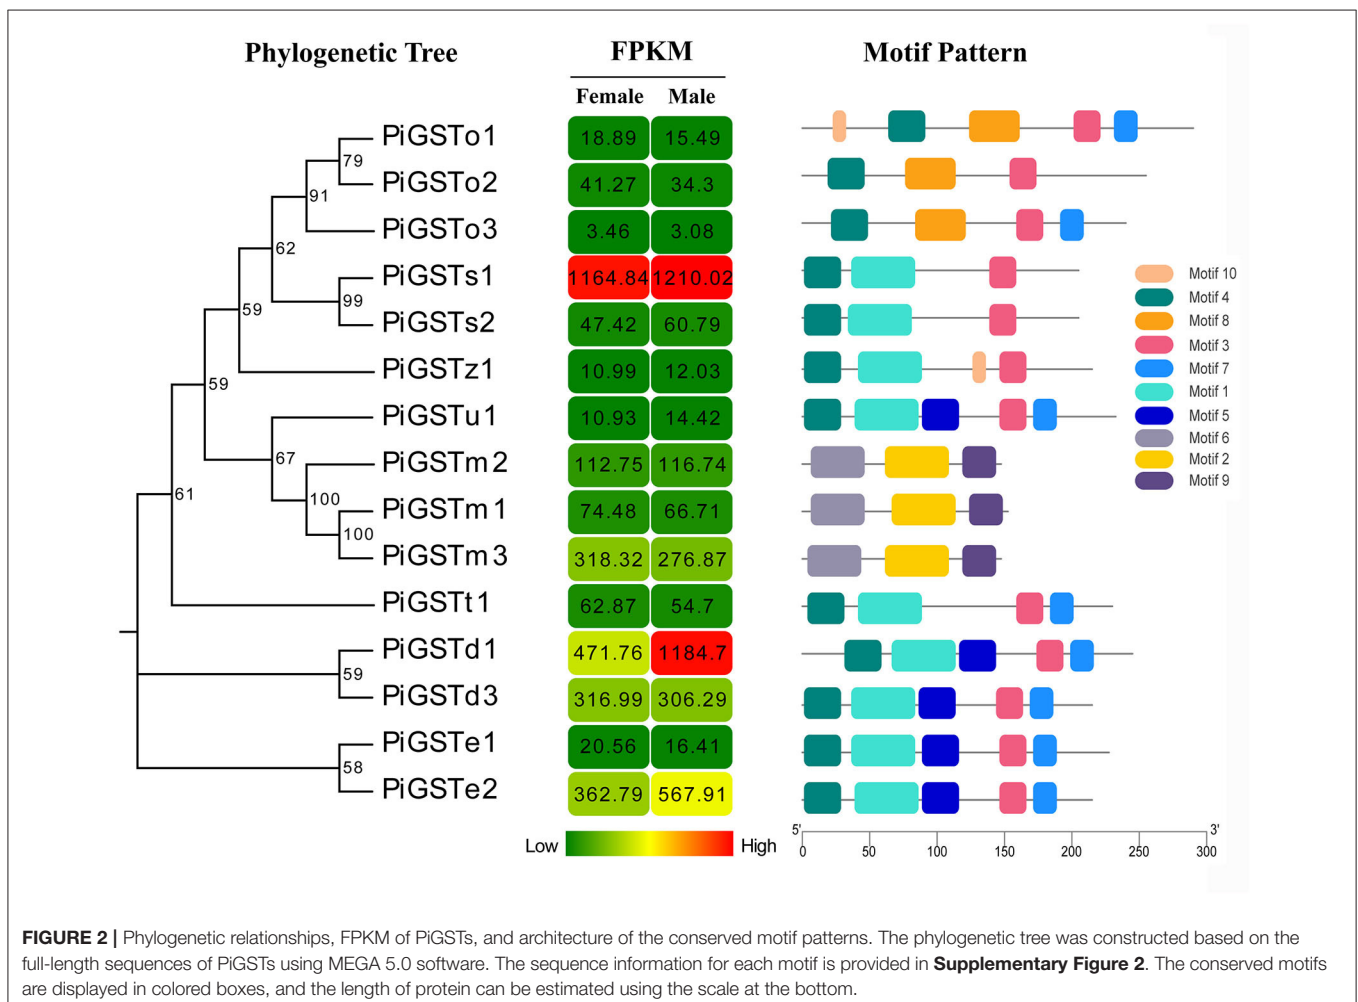 Phylogenetic Tree FPKM Motif Pattern
Female Male
PiGSTo1 18.89 15.49
79
PiGSTo2 41.27 34.3
91
PiGSTo3 3.46 3.08
62
PiGSTs1 1164.84 1210.02
99
PiGSTs2 47.42 60.79
59
PiGSTz1 10.99 12.03
59
PiGSTu1 10.93 14.42
67
PiGSTm2 112.75 116.74
61
100
PiGSTm1 74.48 66.71
100
PiGSTm3 318.32 276.87
PiGSTt1 62.87 54.7
PiGSTd1 471.76 1184.7
59
PiGSTd3 316.99 306.29
PiGSTe1 20.56 16.41
58
PiGSTe2 362.79 567.91
Low High
Motif 10
Motif 4
Motif 8
Motif 3
Motif 7
Motif 1
Motif 5
Motif 6
Motif 2
Motif 9
5' 3'
0 50 100 150 200 250 300
FIGURE 2 | Phylogenetic relationships, FPKM of PiGSTs, and architecture of the conserved motif patterns. The phylogenetic tree was constructed based on the
full-length sequences of PiGSTs using MEGA 5.0 software. The sequence information for each motif is provided in Supplementary Figure 2. The conserved motifs
are displayed in colored boxes, and the length of protein can be estimated using the scale at the bottom.